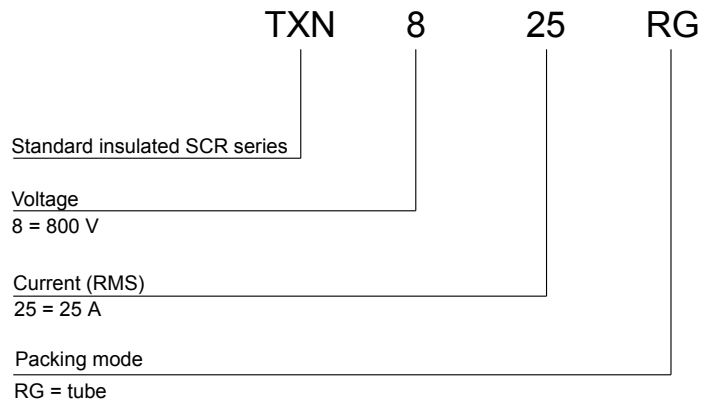 TXN 8 25 RG
Standard insulated SCR series
Voltage
8 = 800 V
Current (RMS)
25 = 25 A
Packing mode
RG = tube